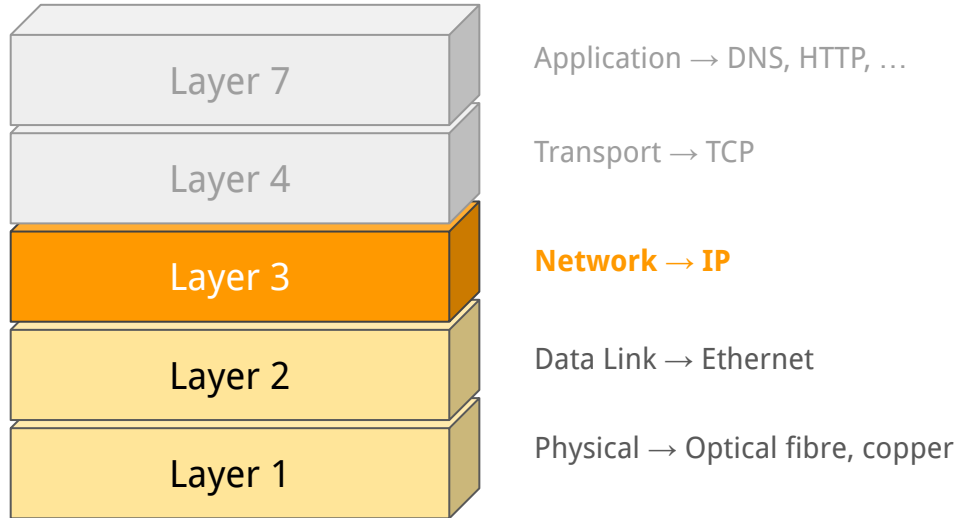 Layer 7
Application → DNS, HTTP, …
Layer 4
Transport → TCP
Layer 3
Network → IP
Layer 2
Data Link → Ethernet
Layer 1
Physical → Optical fibre, copper